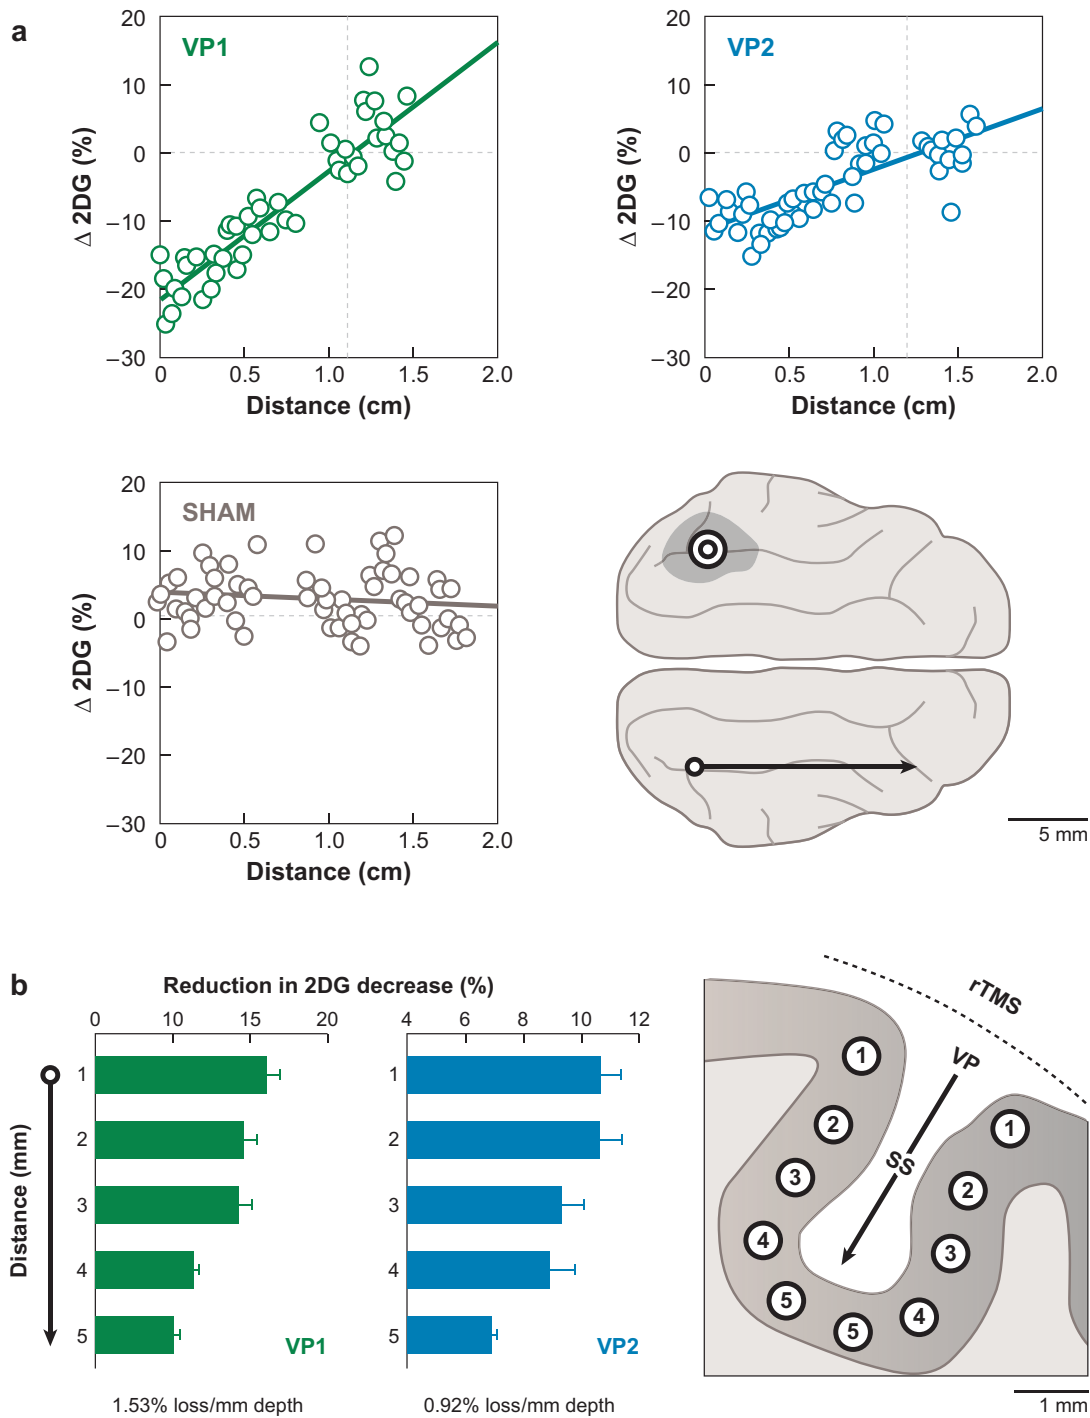 a
VP1
20
10
0
–10
–20
–30
Δ 2DG (%)
0 0.5 1.0 1.5 2.0
Distance (cm)
VP2
20
10
0
–10
–20
–30
Δ 2DG (%)
0 0.5 1.0 1.5 2.0
Distance (cm)
SHAM
20
10
0
–10
–20
–30
Δ 2DG (%)
0 0.5 1.0 1.5 2.0
Distance (cm)
5 mm
b
Reduction in 2DG decrease (%)
0 10 15 20
1
2
3
4
5
Distance (mm)
VP1
1.53% loss/mm depth
4 6 8 10 12
1
2
3
4
5
VP2
0.92% loss/mm depth
rTMS
VP
SS
1
2
3
4
5
5
4
3
2
1
1 mm